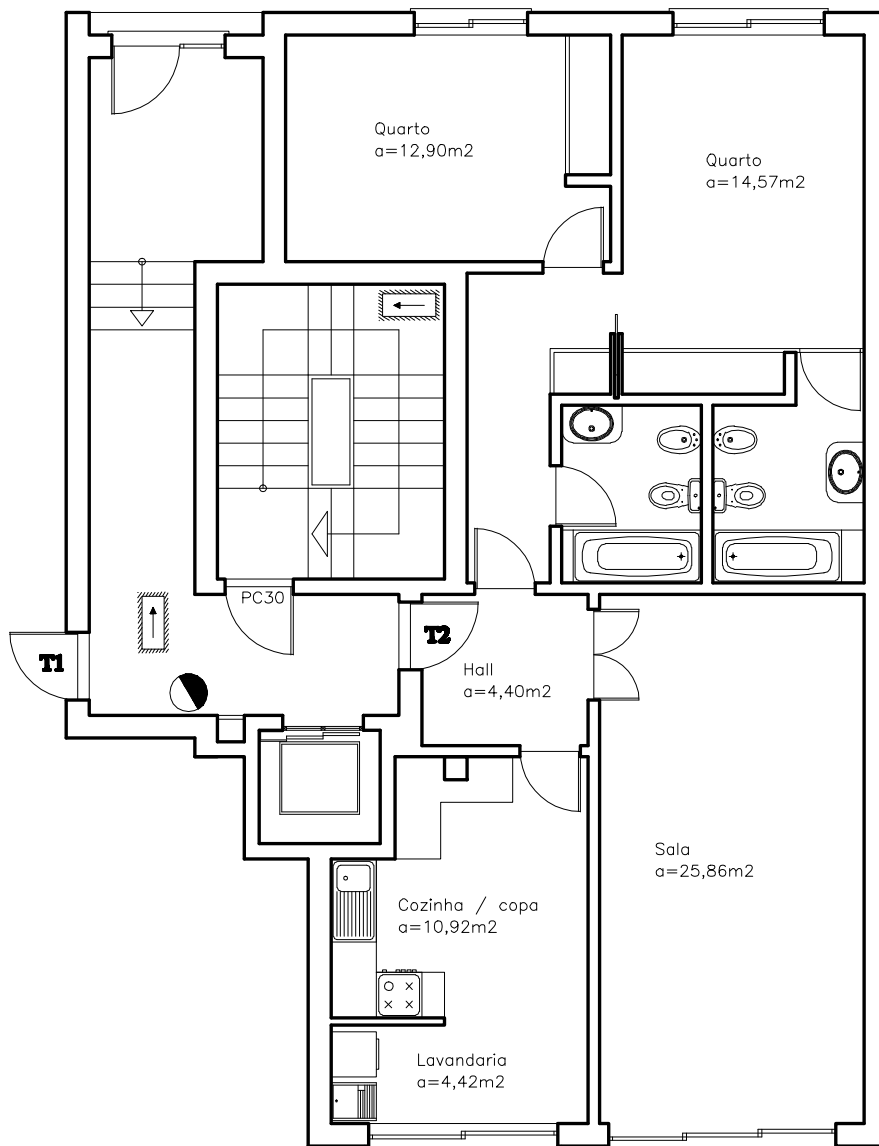 Quarto
a=12,90m2
Quarto
a=14,57m2
PC30
T1
T2
Hall
a=4,40m2
Sala
a=25,86m2
Cozinha / copa
a=10,92m2
Lavandaria
a=4,42m2